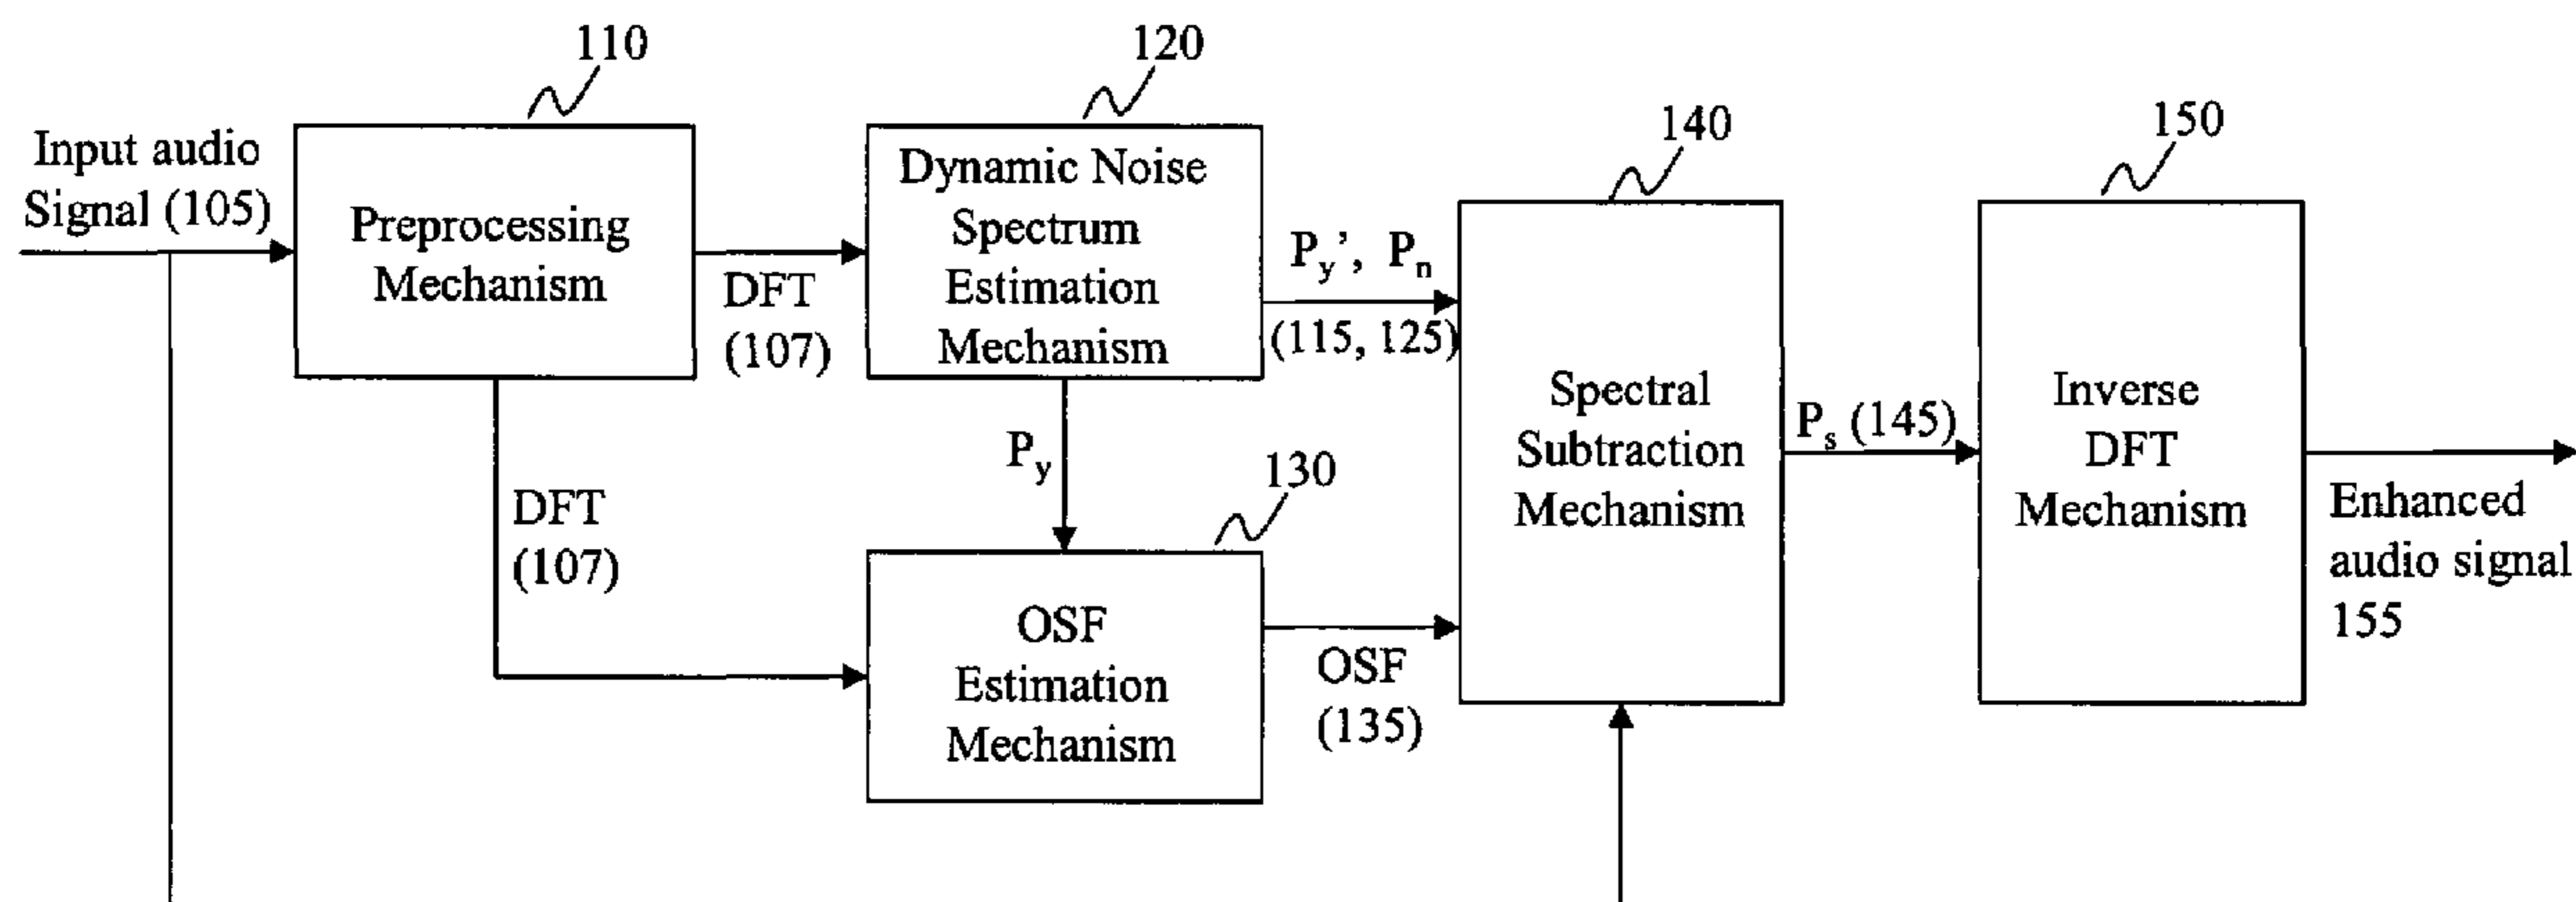 110
120
140
150
Input audio
Signal (105)
Preprocessing
Mechanism
DFT
(107)
Dynamic Noise
Spectrum
Estimation
Mechanism
Py’, Pn
(115, 125)
Py
130
DFT
(107)
OSF
Estimation
Mechanism
OSF
(135)
Spectral
Subtraction
Mechanism
Ps (145)
Inverse
DFT
Mechanism
Enhanced
audio signal
155